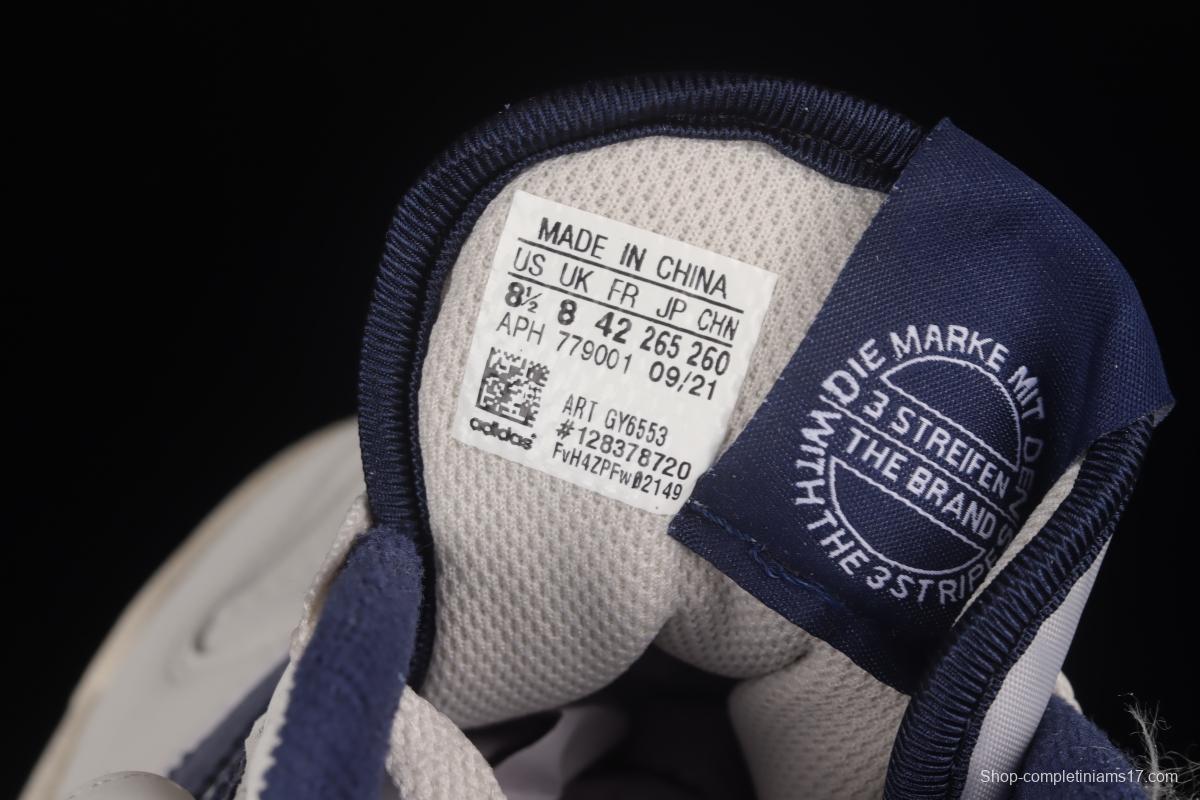 MADE IN CHINA
US UK FR JP CHN
8½ 8 42 265 260
APH 779001 09/21
ART GY6553
#128378720
adidas
DIE MARKE MIT DEN
3 STREIFEN
THE BRAND
WITH THE 3 STRIPES
Shop-completiniams17.com